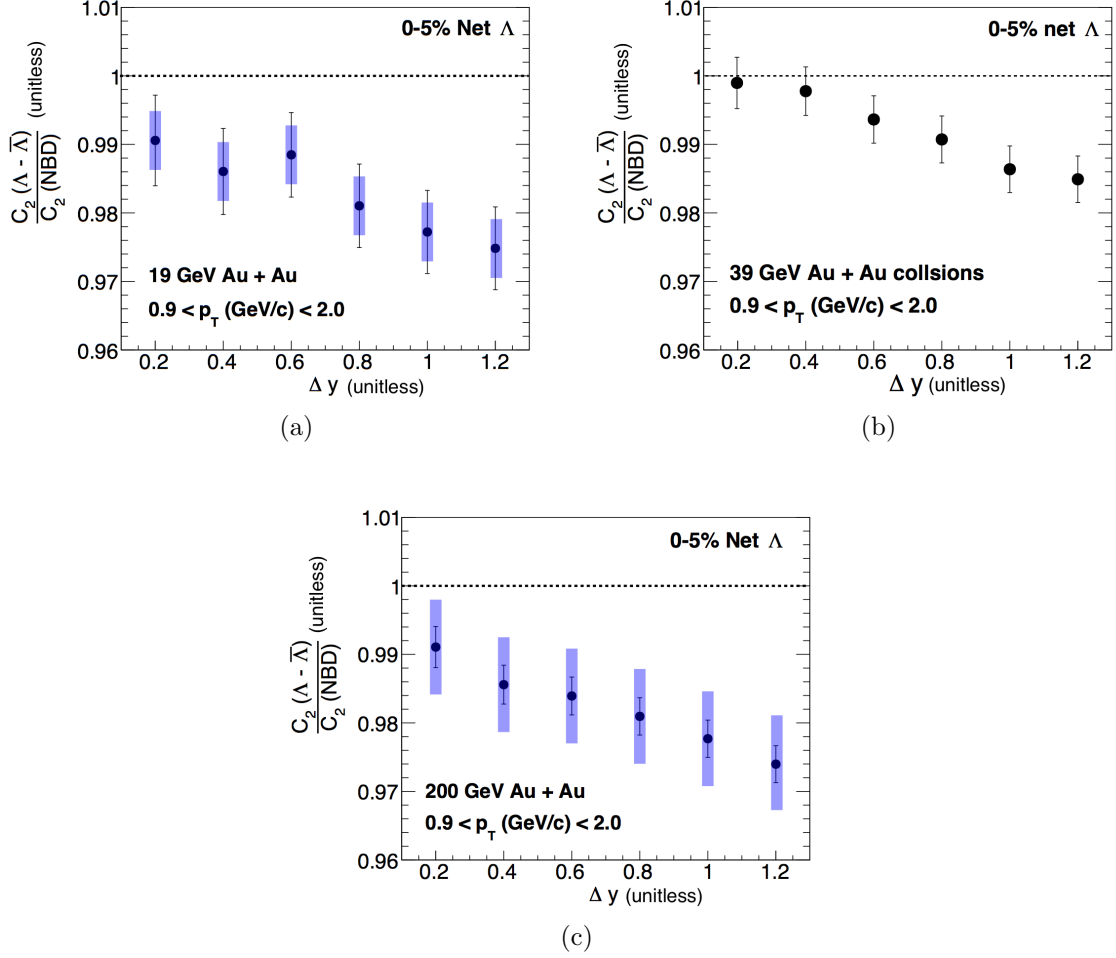 1.01
0-5% Net Λ
1
0.99
0.98
0.97
0.96
C₂ (Λ - Λ̅)
C₂ (NBD)
(unitless)
19 GeV Au + Au
0.9 < p_T (GeV/c) < 2.0
0.2 0.4 0.6 0.8 1 1.2
Δ y (unitless)
(a)
1.01
0-5% net Λ
1
0.99
0.98
0.97
0.96
C₂ (Λ - Λ̅)
C₂ (NBD)
(unitless)
39 GeV Au + Au collsions
0.9 < p_T (GeV/c) < 2.0
0.2 0.4 0.6 0.8 1 1.2
Δ y (unitless)
(b)
1.01
0-5% Net Λ
1
0.99
0.98
0.97
0.96
C₂ (Λ - Λ̅)
C₂ (NBD)
(unitless)
200 GeV Au + Au
0.9 < p_T (GeV/c) < 2.0
0.2 0.4 0.6 0.8 1 1.2
Δ y (unitless)
(c)